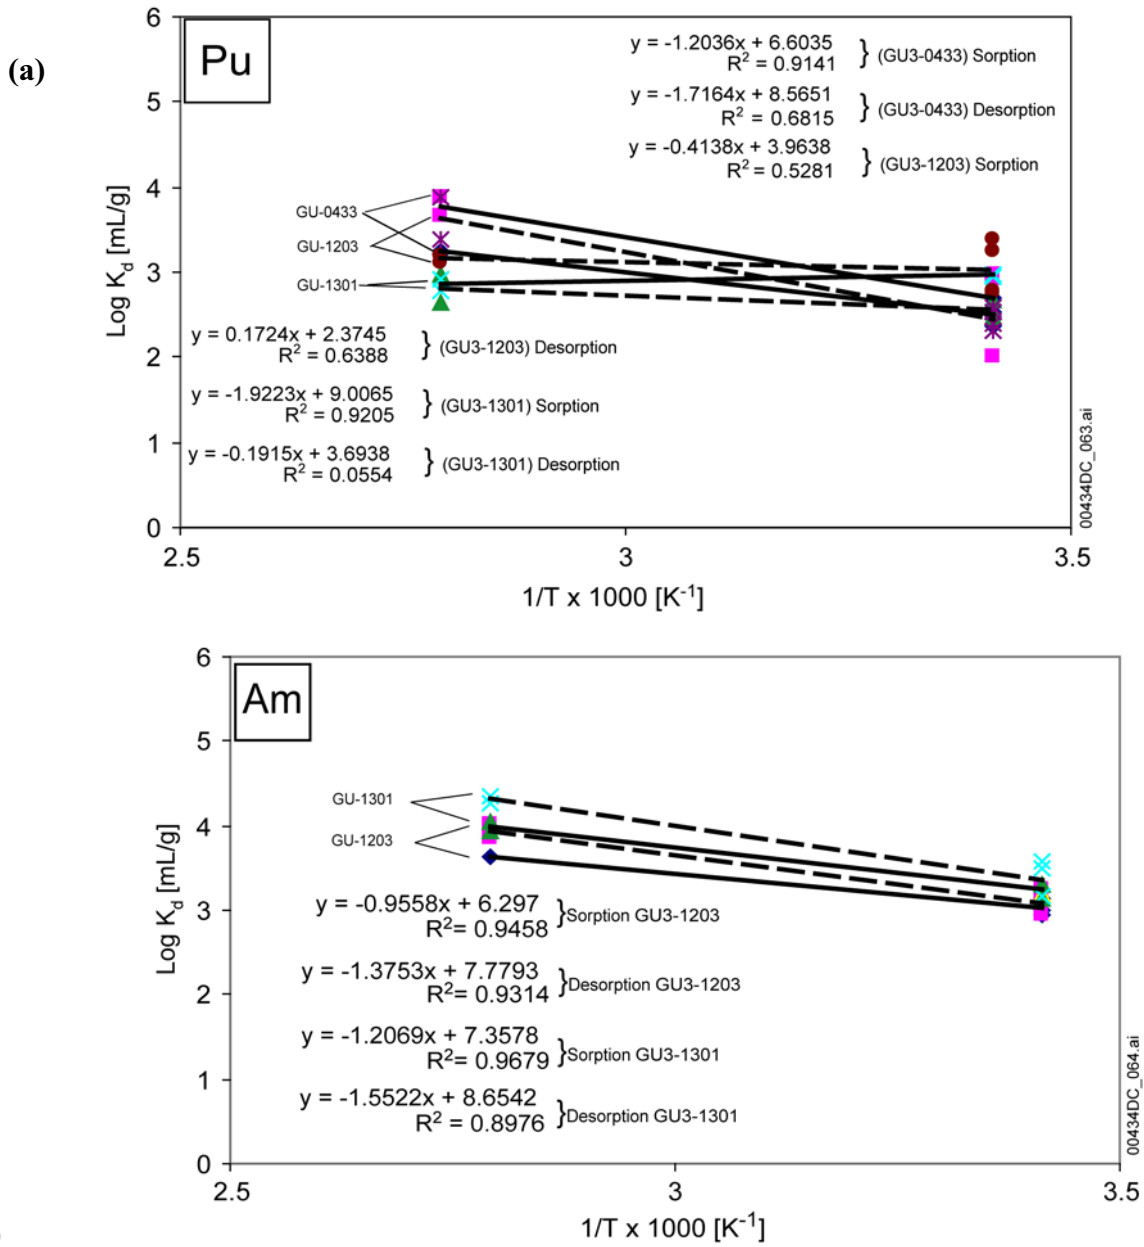 (a)
Pu
6
5
4
3
2
1
0
Log K_d [mL/g]
y = -1.2036x + 6.6035
R² = 0.9141
} (GU3-0433) Sorption
y = -1.7164x + 8.5651
R² = 0.6815
} (GU3-0433) Desorption
y = -0.4138x + 3.9638
R² = 0.5281
} (GU3-1203) Sorption
GU-0433
GU-1203
GU-1301
y = 0.1724x + 2.3745
R² = 0.6388
} (GU3-1203) Desorption
y = -1.9223x + 9.0065
R² = 0.9205
} (GU3-1301) Sorption
y = -0.1915x + 3.6938
R² = 0.0554
} (GU3-1301) Desorption
2.5 3 3.5
1/T x 1000 [K⁻¹]
00434DC_063.ai
Am
6
5
4
3
2
1
0
Log K_d [mL/g]
GU-1301
GU-1203
y = -0.9558x + 6.297
R²= 0.9458
}Sorption GU3-1203
y = -1.3753x + 7.7793
R²= 0.9314
}Desorption GU3-1203
y = -1.2069x + 7.3578
R²= 0.9679
}Sorption GU3-1301
y = -1.5522x + 8.6542
R² = 0.8976
}Desorption GU3-1301
2.5 3 3.5
1/T x 1000 [K⁻¹]
00434DC_064.ai